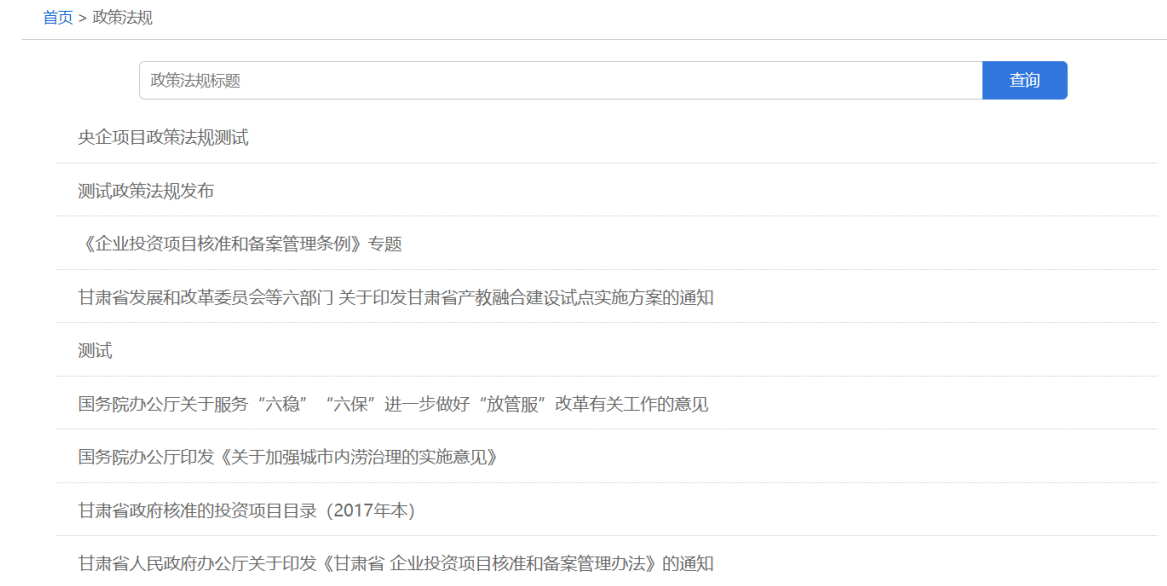 首页 > 政策法规
政策法规标题
查询
央企项目政策法规测试
测试政策法规发布
《企业投资项目核准和备案管理条例》专题
甘肃省发展和改革委员会等六部门 关于印发甘肃省产教融合建设试点实施方案的通知
测试
国务院办公厅关于服务“六稳”“六保”进一步做好“放管服”改革有关工作的意见
国务院办公厅印发《关于加强城市内涝治理的实施意见》
甘肃省政府核准的投资项目目录（2017年本）
甘肃省人民政府办公厅关于印发《甘肃省 企业投资项目核准和备案管理办法》的通知